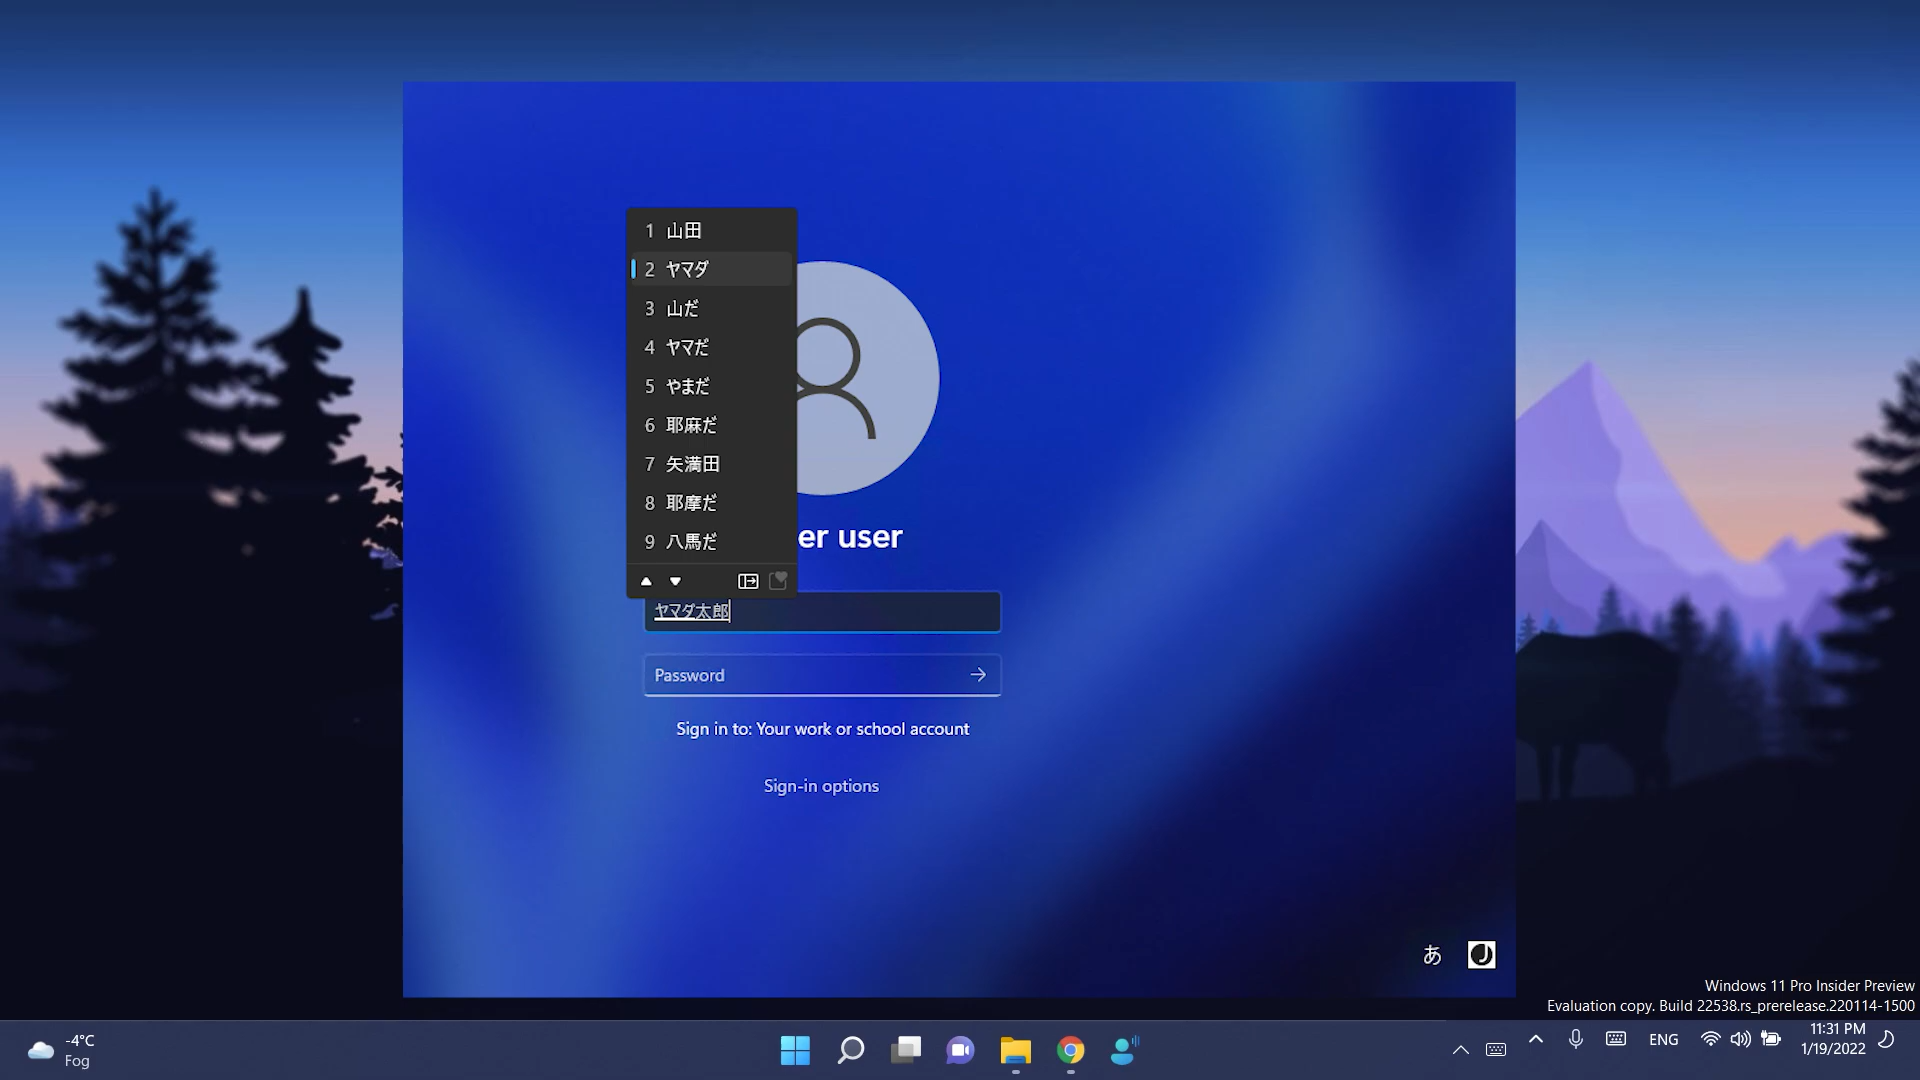 1 山田
2 ヤマダ
3 山だ
4 ヤマだ
5 やまだ
6 耶麻だ
7 矢満田
8 耶摩だ
9 八馬だ
er user
ヤマダ太郎
Password
Sign in to: Your work or school account
Sign-in options
あ
Windows 11 Pro Insider Preview
Evaluation copy. Build 22538.rs_prerelease.220114-1500
-4°C
Fog
ENG
11:31 PM
1/19/2022